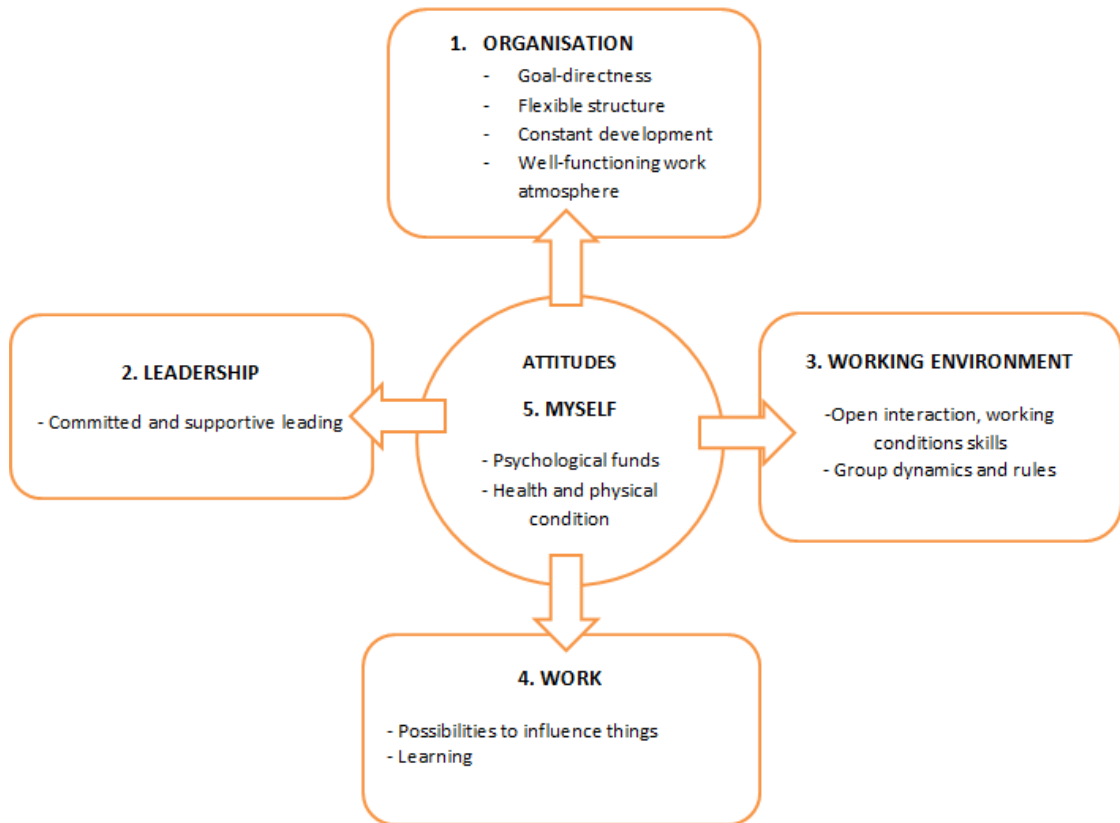 1. ORGANISATION
- Goal-directness
- Flexible structure
- Constant development
- Well-functioning work
atmosphere
2. LEADERSHIP
- Committed and supportive leading
ATTITUDES
5. MYSELF
- Psychological funds
- Health and physical
condition
3. WORKING ENVIRONMENT
-Open interaction, working
conditions skills
- Group dynamics and rules
4. WORK
- Possibilities to influence things
- Learning